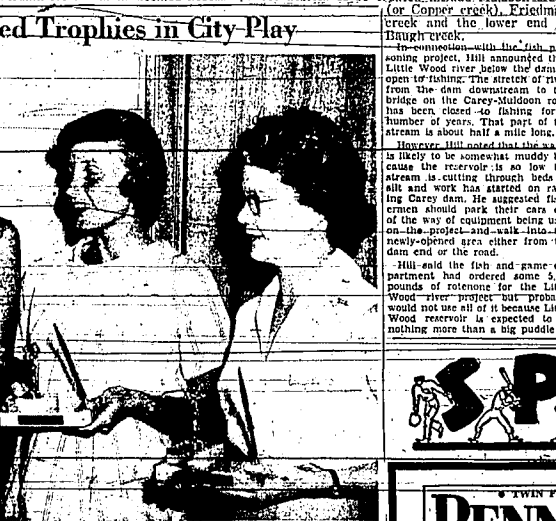 ed Trophies in City Play
(or Copper creek), Friedm
creek and the lower end
Baugh creek.
In connection with the fish p
soning project, Hill announced th
Little Wood river below the dam
open to fishing. The stretch of ri
from the dam downstream to t
bridge on the Carey-Muldoon ro
has been closed to fishing for
number of years. That part of t
stream is about half a mile long.
However Hill noted that the wa
is likely to be somewhat muddy b
cause the reservoir is so low
stream is cutting through beds
silt and work has started on ra
ing Carey dam. He suggested fis
ermen should park their cars
of the way of equipment being us
on the project and walk into
newly-opened area either from
dam end or the road.
Hill said the fish and game
partment had ordered some 5,
pounds of rotenone for the Lit
Wood river project but proba
would not use all of it because Lit
Wood reservoir is expected to
nothing more than a big puddle
SP
TWIN F
PENN